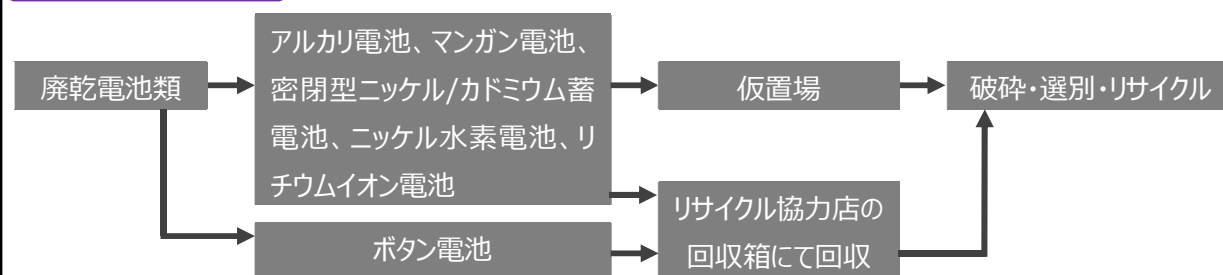 廃乾電池類
アルカリ電池、マンガン電池、
密閉型ニッケル/カドミウム蓄
電池、ニッケル水素電池、リ
チウムイオン電池
仮置場
破砕・選別・リサイクル
ボタン電池
リサイクル協力店の
回収箱にて回収